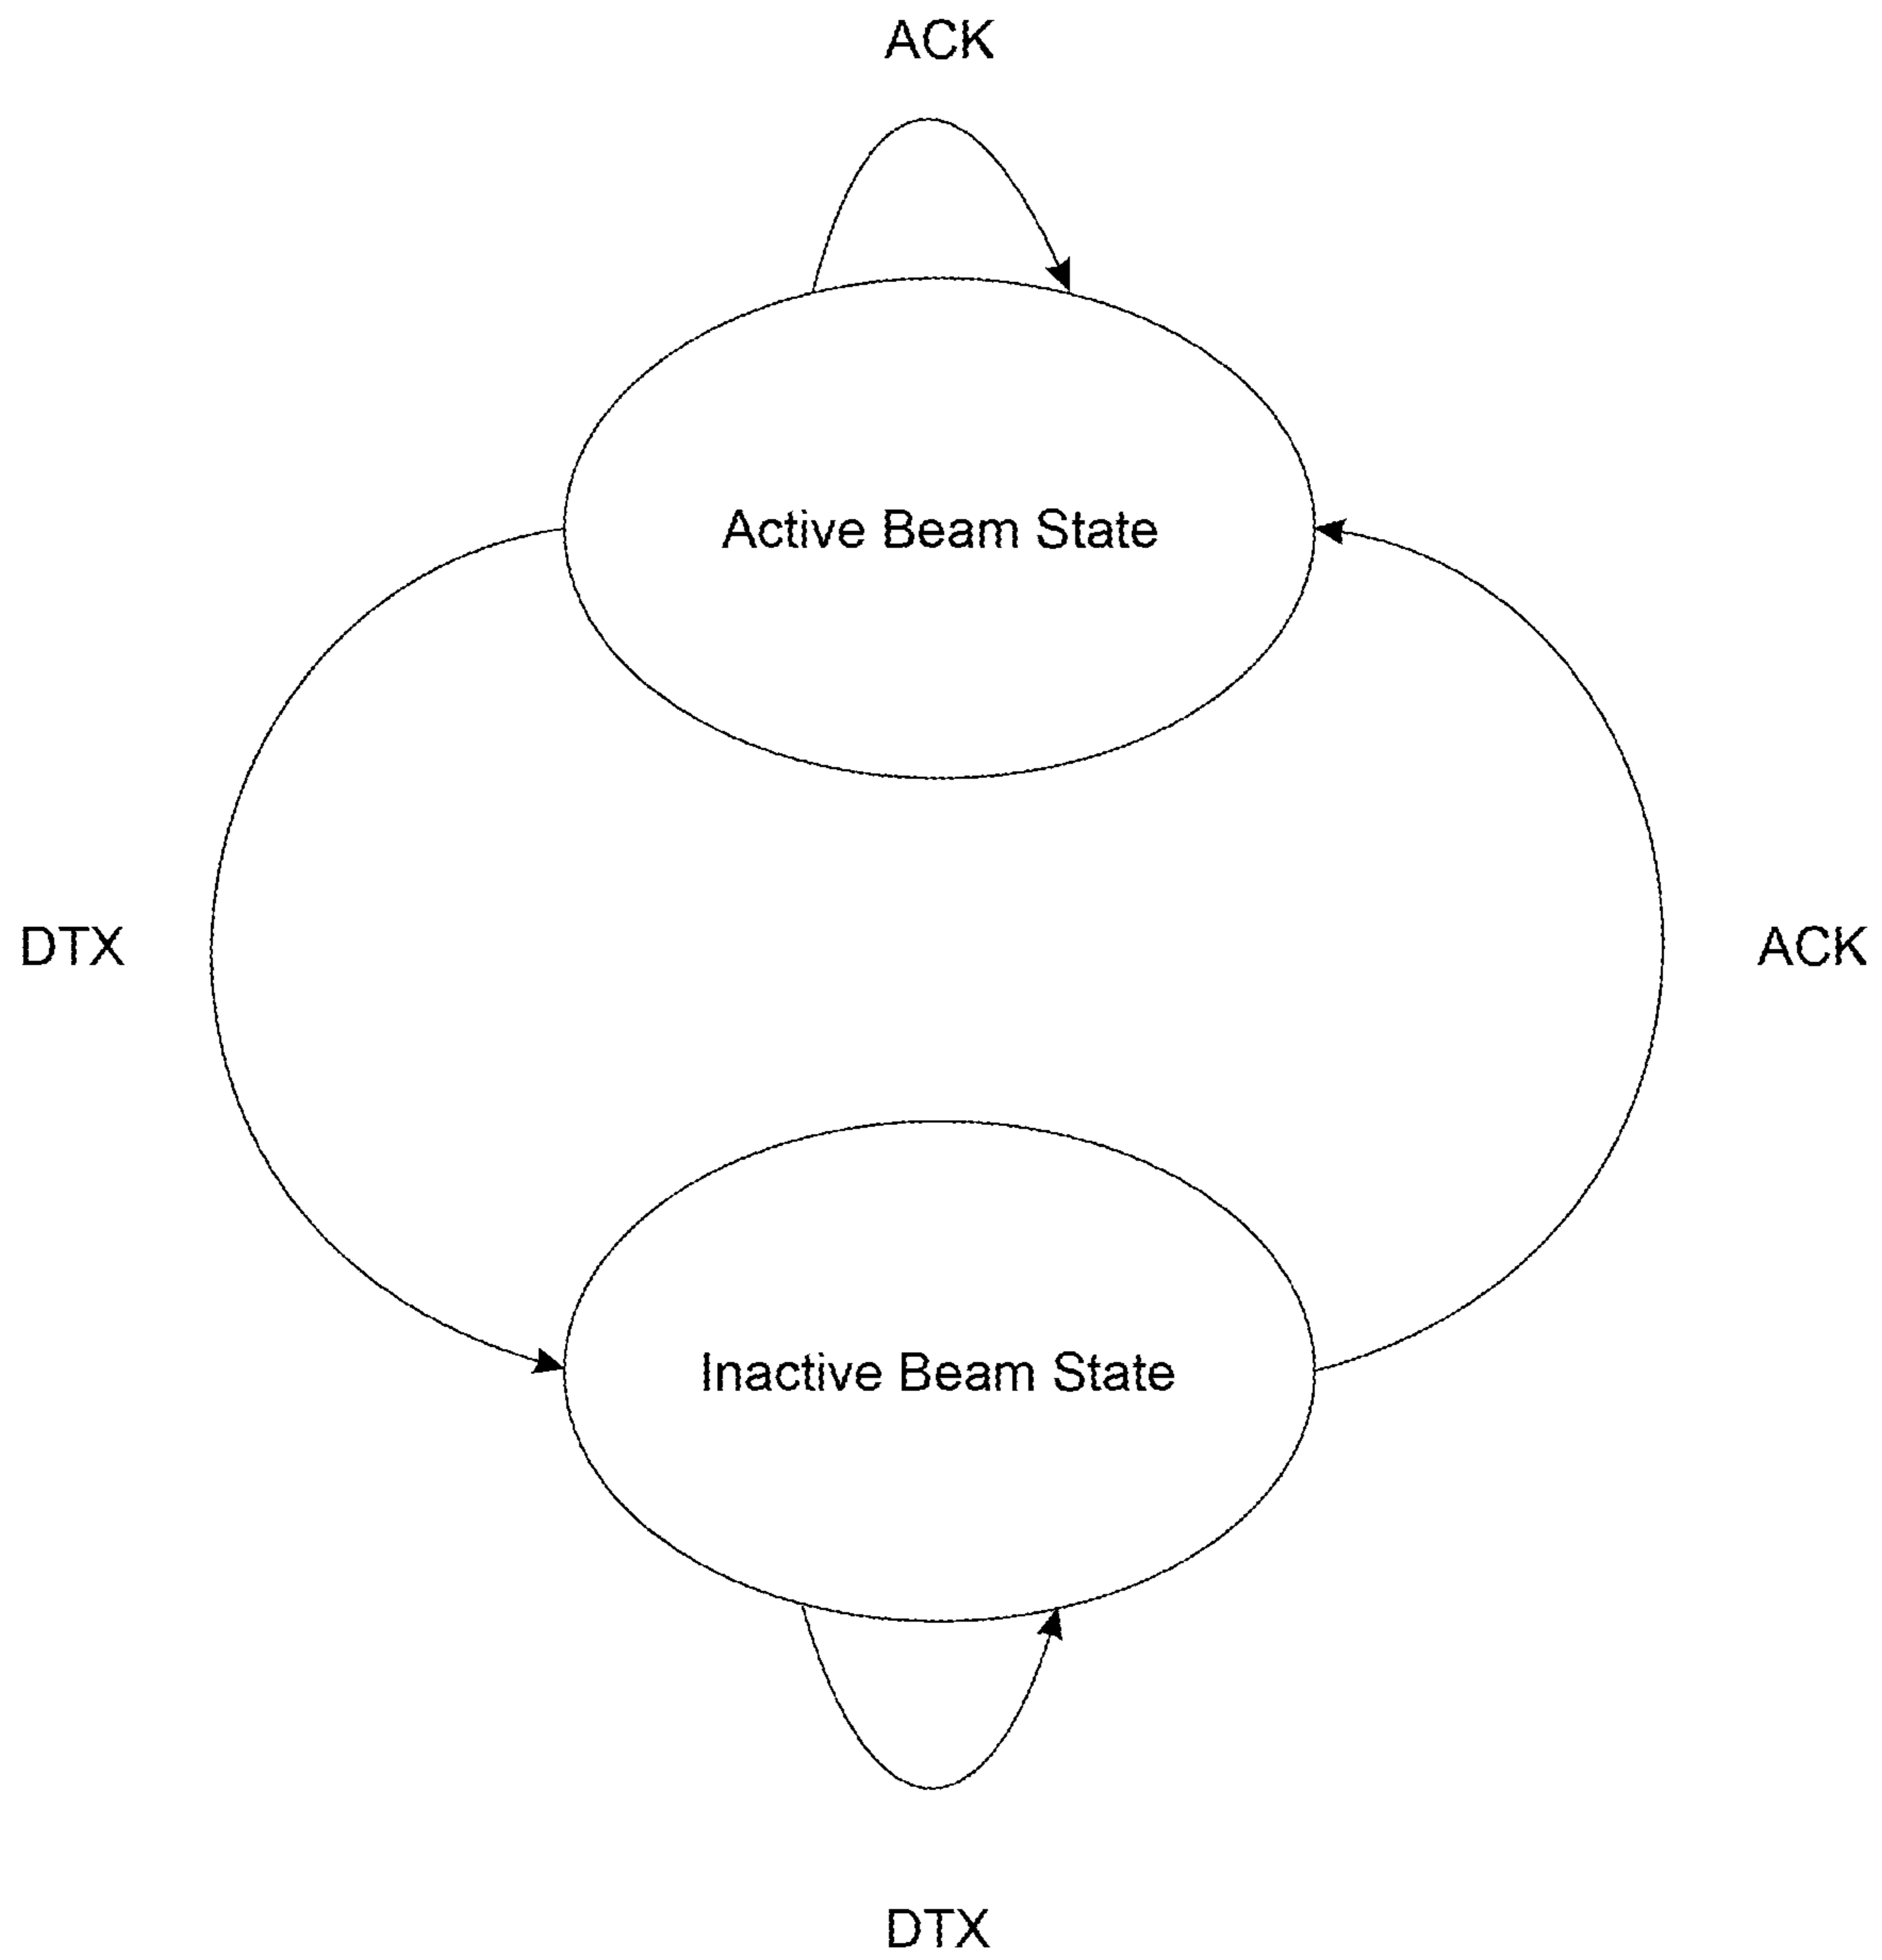 ACK
Active Beam State
DTX
ACK
Inactive Beam State
DTX